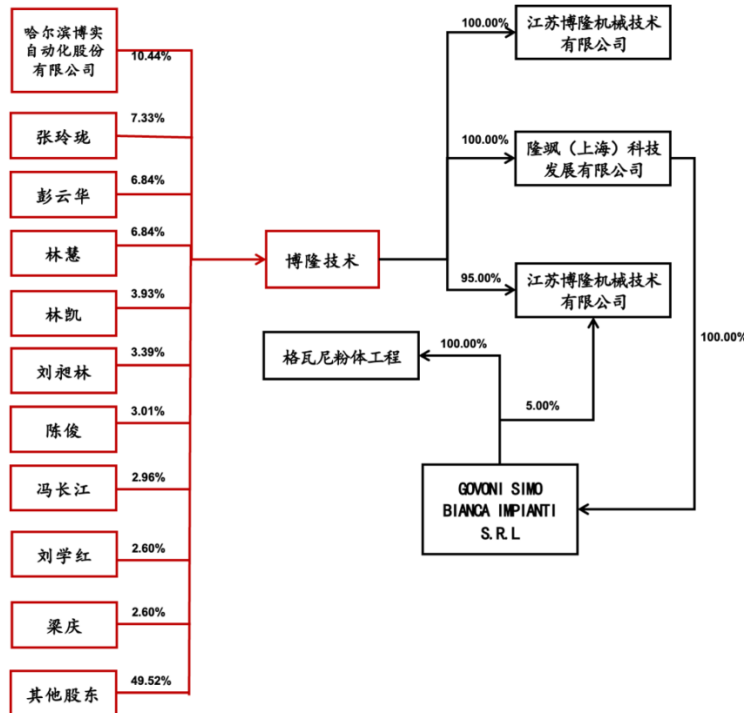 哈尔滨博实
自动化股份
有限公司
10.44%
张玲珑
7.33%
彭云华
6.84%
林慧
6.84%
林凯
3.93%
刘昶林
3.39%
陈俊
3.01%
冯长江
2.96%
刘学红
2.60%
梁庆
2.60%
其他股东
49.52%
博隆技术
100.00%
江苏博隆机械技术
有限公司
100.00%
隆飒（上海）科技
发展有限公司
95.00%
江苏博隆机械技术
有限公司
100.00%
格瓦尼粉体工程
100.00%
5.00%
GOVONI SIMO
BIANCA IMPIANTI
S.R.L